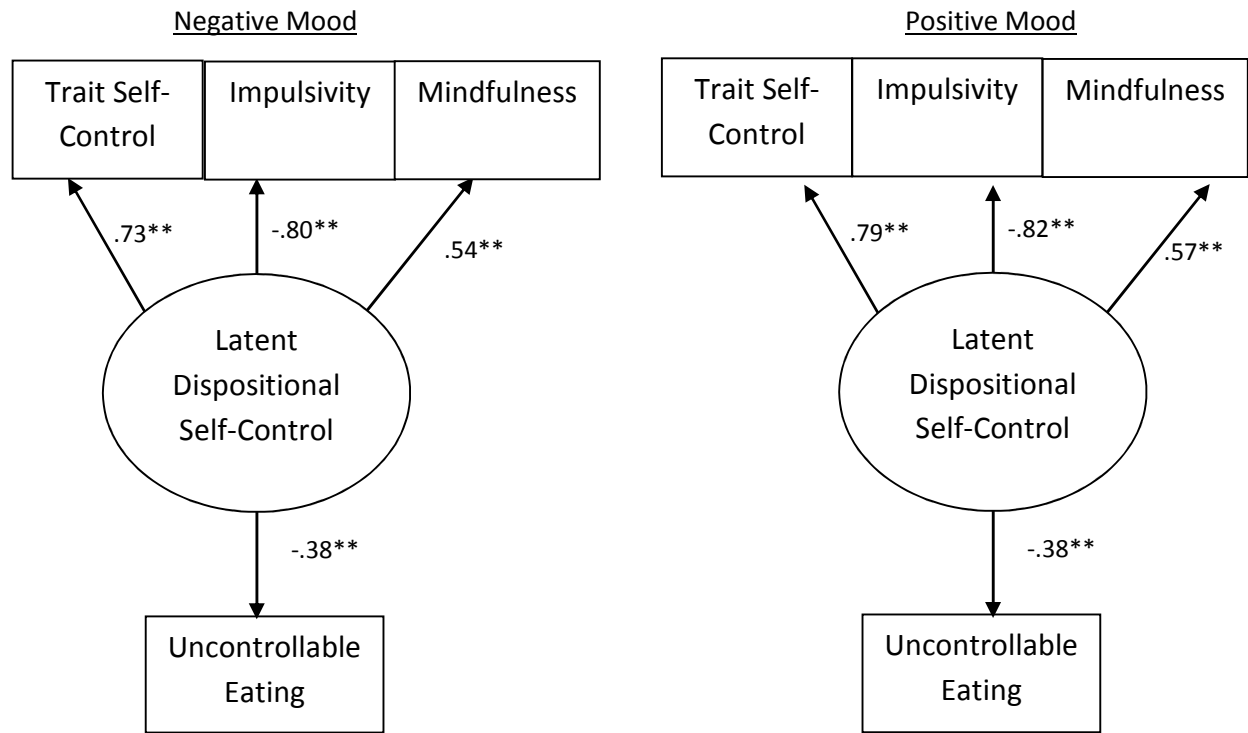 Negative Mood
Trait Self-
Control
Impulsivity
Mindfulness
.73**
-.80**
.54**
Latent
Dispositional
Self-Control
-.38**
Uncontrollable
Eating
Positive Mood
Trait Self-
Control
Impulsivity
Mindfulness
.79**
-.82**
.57**
Latent
Dispositional
Self-Control
-.38**
Uncontrollable
Eating